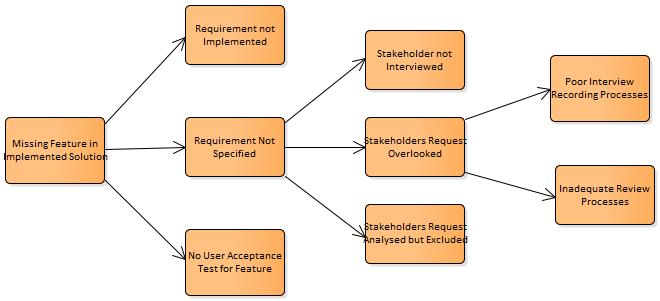 Requirement not
Implemented
Stakeholder not
Interviewed
Poor Interview
Recording Processes
Missing Feature in
Implemented Solution
Requirement Not
Specified
Stakeholders Request
Overlooked
Inadequate Review
Processes
No User Acceptance
Test for Feature
Stakeholders Request
Analysed but Excluded